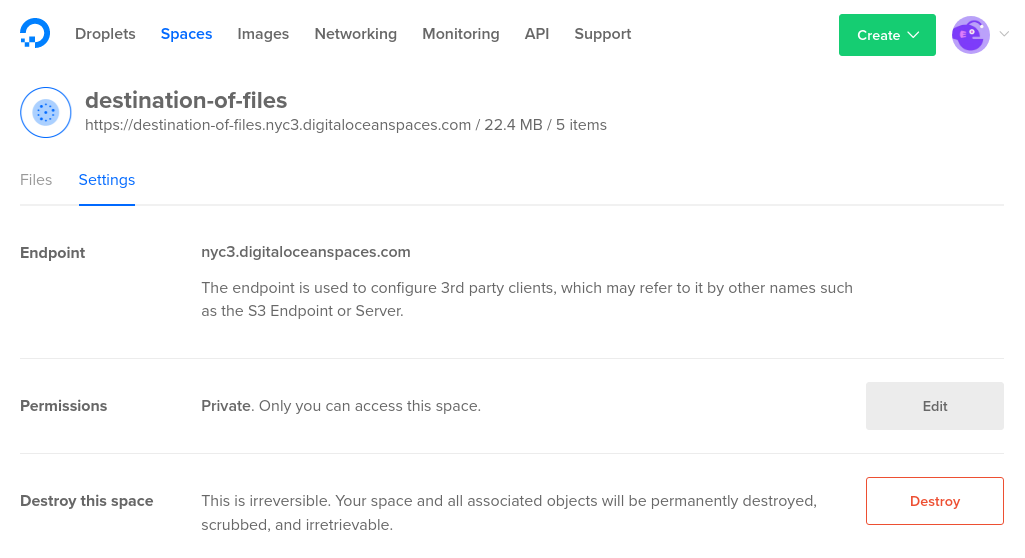 Droplets Spaces Images Networking Monitoring API Support Create
destination-of-files
https://destination-of-files.nyc3.digitaloceanspaces.com / 22.4 MB / 5 items
Files Settings
Endpoint nyc3.digitaloceanspaces.com
The endpoint is used to configure 3rd party clients, which may refer to it by other names such
as the S3 Endpoint or Server.
Permissions Private. Only you can access this space. Edit
Destroy this space This is irreversible. Your space and all associated objects will be permanently destroyed, Destroy
scrubbed, and irretrievable.